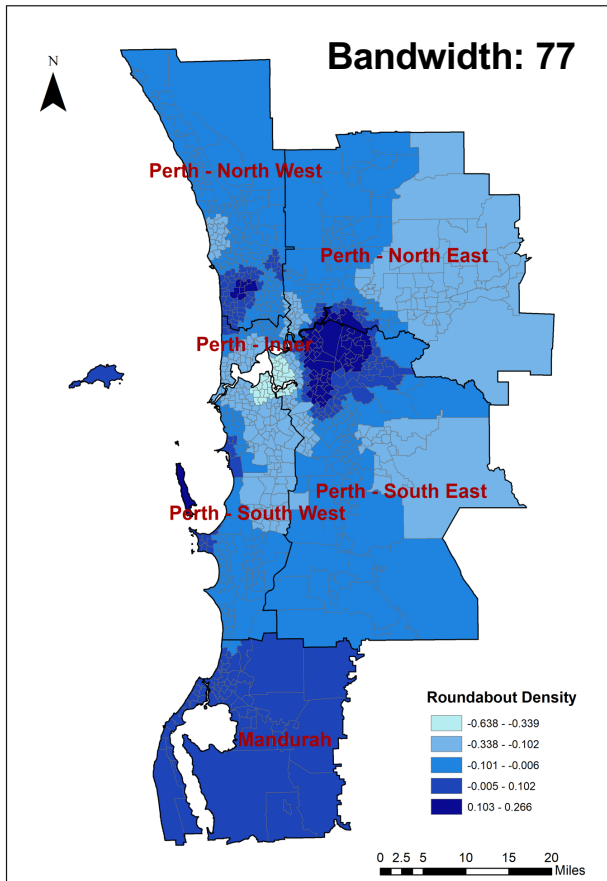 Bandwidth: 77
N
Perth - North West
Perth - North East
Perth - Inner
Perth - South East
Perth - South West
Mandurah
Roundabout Density
-0.638 - -0.339
-0.338 - -0.102
-0.101 - -0.006
-0.005 - 0.102
0.103 - 0.266
0 2.5 5 10 15 20
Miles